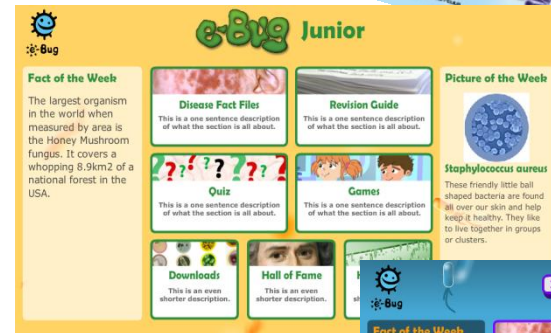 e-Bug
e-Bug Junior
Fact of the Week
The largest organism
in the world when
measured by area is
the Honey Mushroom
fungus. It covers a
whopping 8.9km2 of a
national forest in the
USA.
Disease Fact Files
This is a one sentence description
of what the section is all about.
Revision Guide
This is a one sentence description
of what the section is all about.
Quiz
This is a one sentence description
of what the section is all about.
Games
This is a one sentence description
of what the section is all about.
Downloads
This is an even
shorter description.
Hall of Fame
This is an even
shorter description.
Picture of the Week
Staphylococcus aureus
These friendly little ball
shaped bacteria are found
all over our skin and help
keep it healthy. They like
to live together in groups
or clusters.
e-Bug
Fact of the Week